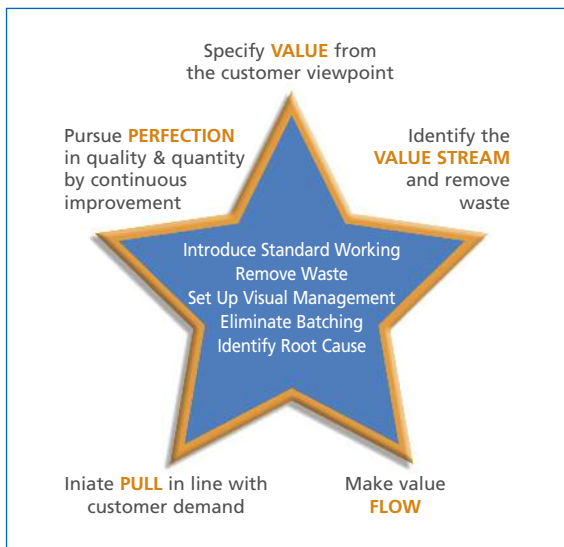 Specify VALUE from
the customer viewpoint
Pursue PERFECTION
in quality & quantity
by continuous
improvement
Identify the
VALUE STREAM
and remove
waste
Introduce Standard Working
Remove Waste
Set Up Visual Management
Eliminate Batching
Identify Root Cause
Iniate PULL in line with
customer demand
Make value
FLOW